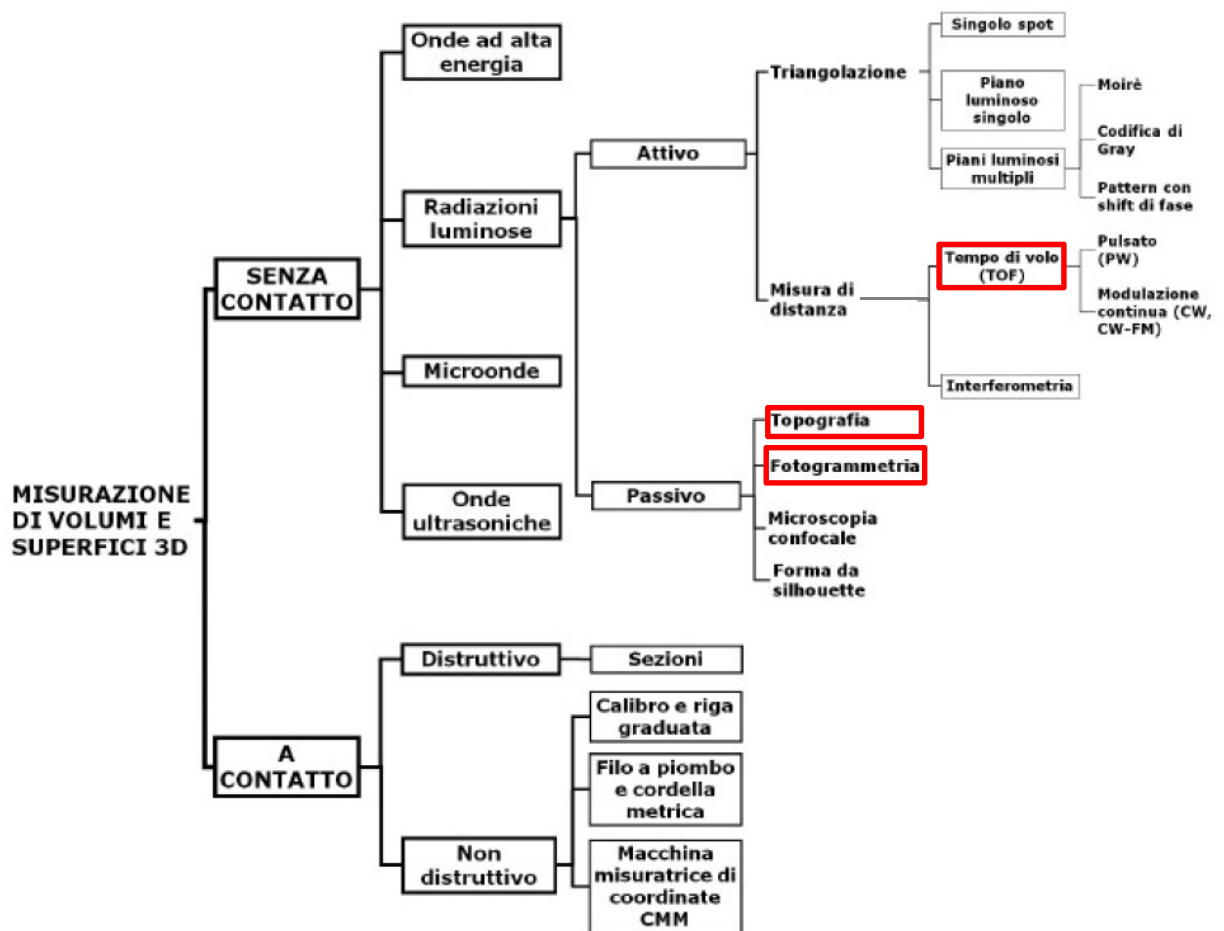 MISURAZIONE
DI VOLUMI E
SUPERFICI 3D
SENZA
CONTATTO
Onde ad alta
energia
Radiazioni
luminose
Attivo
Triangolazione
Singolo spot
Piano
luminoso
singolo
Piani luminosi
multipli
Moirè
Codifica di
Gray
Pattern con
shift di fase
Misura di
distanza
Tempo di volo
(TOF)
Pulsato
(PW)
Modulazione
continua (CW,
CW-FM)
Interferometria
Passivo
Topografia
Fotogrammetria
Microscopia
confocale
Forma da
silhouette
Microonde
Onde
ultrasoniche
A
CONTATTO
Distruttivo
Sezioni
Non
distruttivo
Calibro e riga
graduata
Filo a piombo
e cordella
metrica
Macchina
misuratrice di
coordinate
CMM